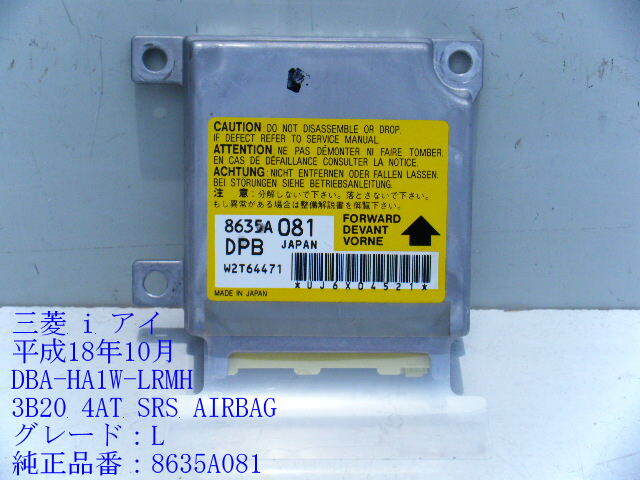 CAUTION DO NOT DISASSEMBLE OR DROP.
IF DEFECT REFER TO SERVICE MANUAL
ATTENTION NE PAS DÉMONTER NI FAIRE TOMBER.
EN CAS DE DÉFAILLANCE CONSULTER LA NOTICE.
ACHTUNG: NICHT ENTFERNEN ODER FALLEN LASSEN.
BEI STORUNGEN SIEHE BETRIEBSANLEITUNG.
注 意:分解しないで下さい。落とさないで下さい。
もし異常がある場合は整備解説書を御覧下さい。
8635A 081
DPB JAPAN
W2T64471
FORWARD
DEVANT
VORNE
*UJ6X04521*
MADE IN JAPAN
三菱 i アイ
平成18年10月
DBA-HA1W-LRMH
3B20 4AT SRS AIRBAG
グレード:L
純正品番:8635A081